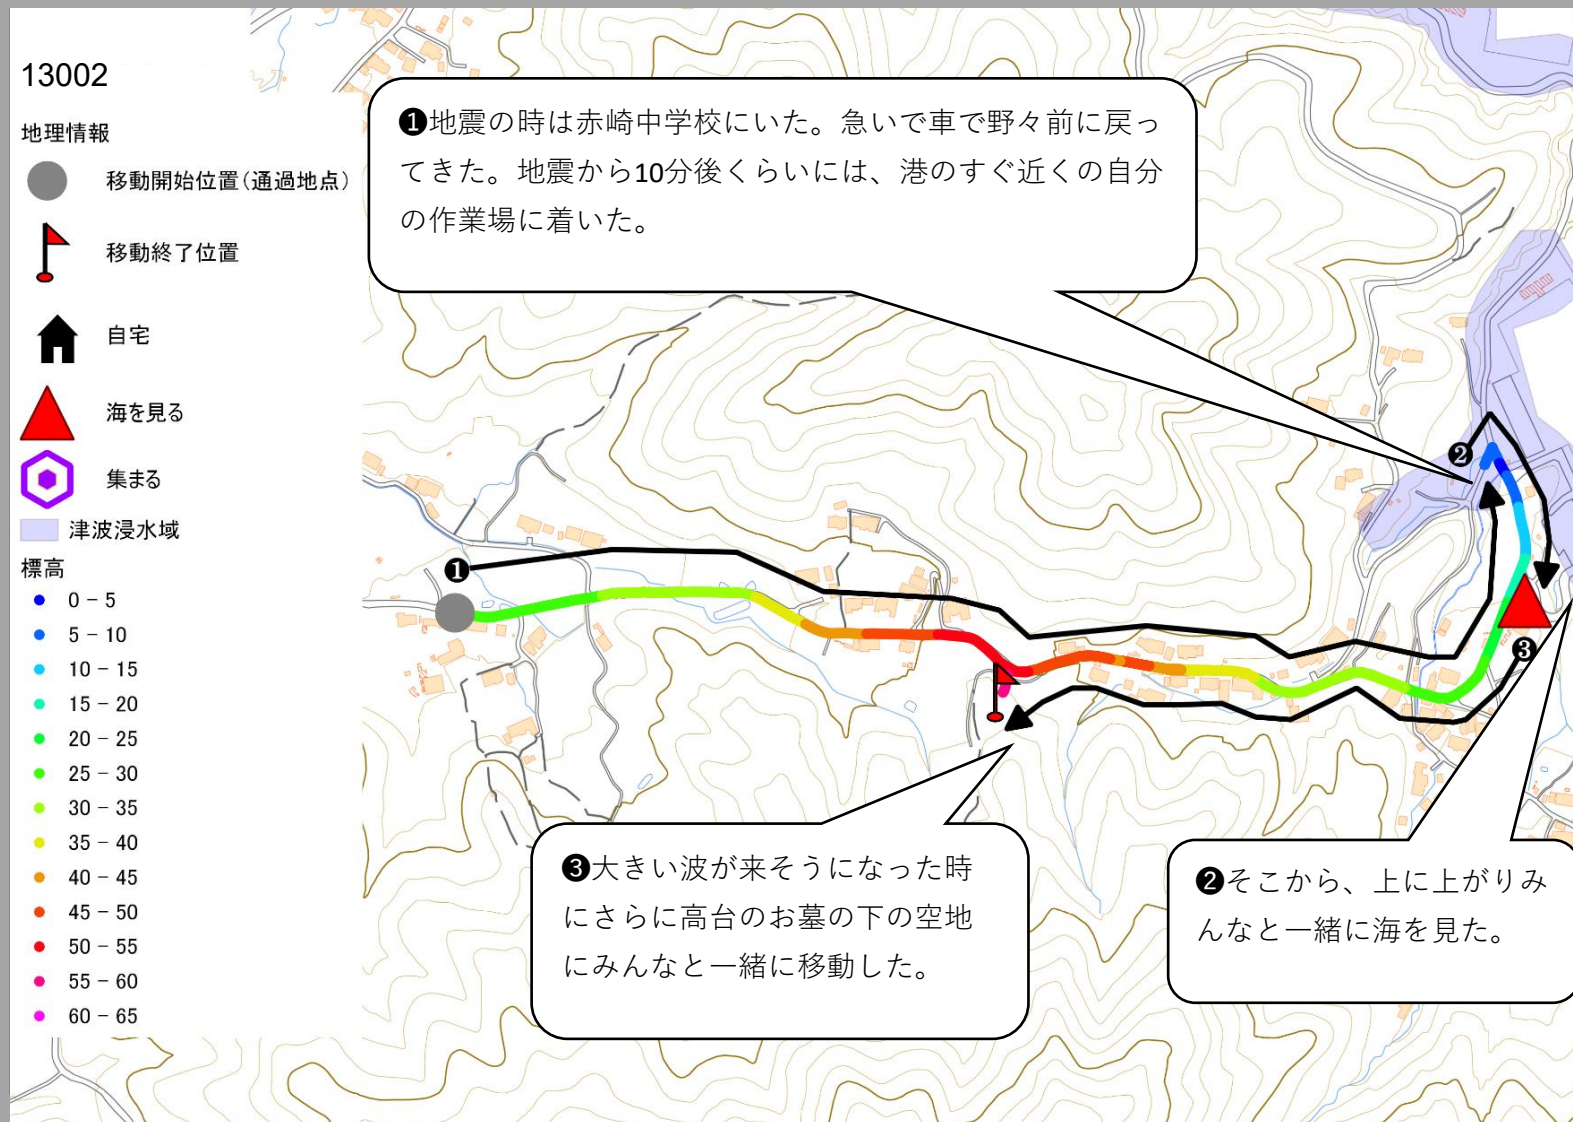 13002
地理情報
移動開始位置(通過地点)
移動終了位置
自宅
海を見る
集まる
津波浸水域
標高
0 - 5
5 - 10
10 - 15
15 - 20
20 - 25
25 - 30
30 - 35
35 - 40
40 - 45
45 - 50
50 - 55
55 - 60
60 - 65
❶地震の時は赤崎中学校にいた。急いで車で野々前に戻っ
てきた。地震から10分後くらいには、港のすぐ近くの自分
の作業場に着いた。
❷
❶
❸
❸大きい波が来そうになった時
にさらに高台のお墓の下の空地
にみんなと一緒に移動した。
❷そこから、上に上がりみ
んなと一緒に海を見た。